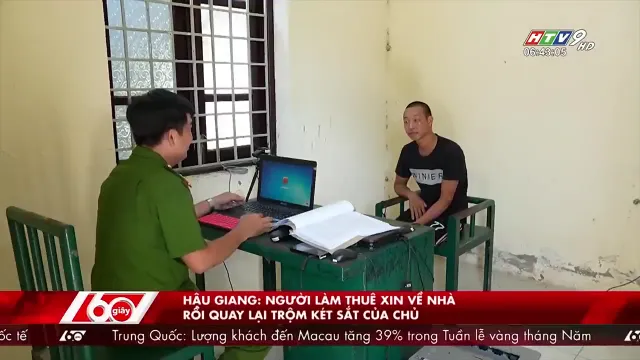 HTV9 HD
06:43:05
WINIER
60 giây
HẬU GIANG: NGƯỜI LÀM THUÊ XIN VỀ NHÀ
RỒI QUAY LẠI TRỘM KÉT SẮT CỦA CHỦ
ốc tế
Trung Quốc: Lượng khách đến Macau tăng 39% trong Tuần lễ vàng tháng Năm